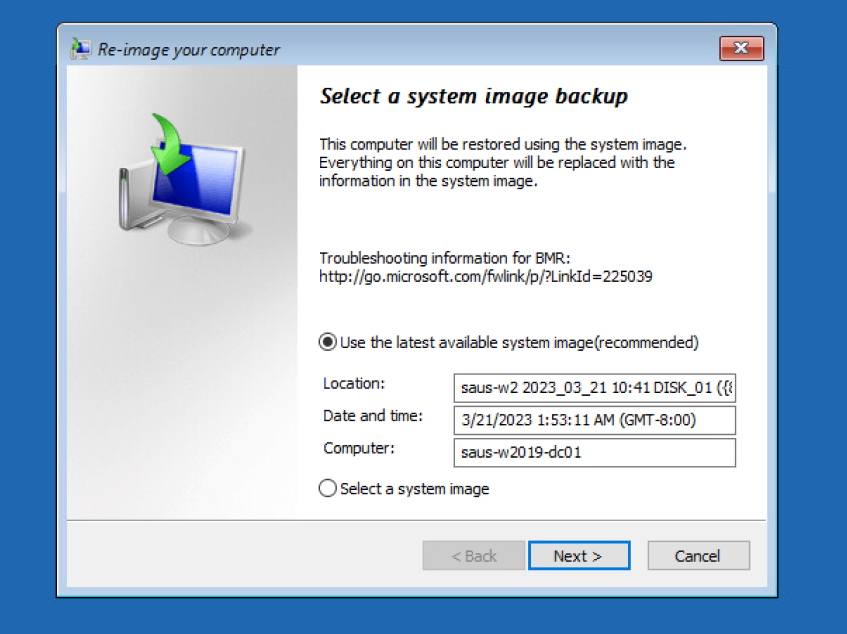 Re-image your computer
Select a system image backup
This computer will be restored using the system image.
Everything on this computer will be replaced with the
information in the system image.
Troubleshooting information for BMR:
http://go.microsoft.com/fwlink/p/?LinkId=225039
Use the latest available system image(recommended)
Location: saus-w2 2023_03_21 10:41 DISK_01 ({8
Date and time: 3/21/2023 1:53:11 AM (GMT-8:00)
Computer: saus-w2019-dc01
Select a system image
< Back Next > Cancel